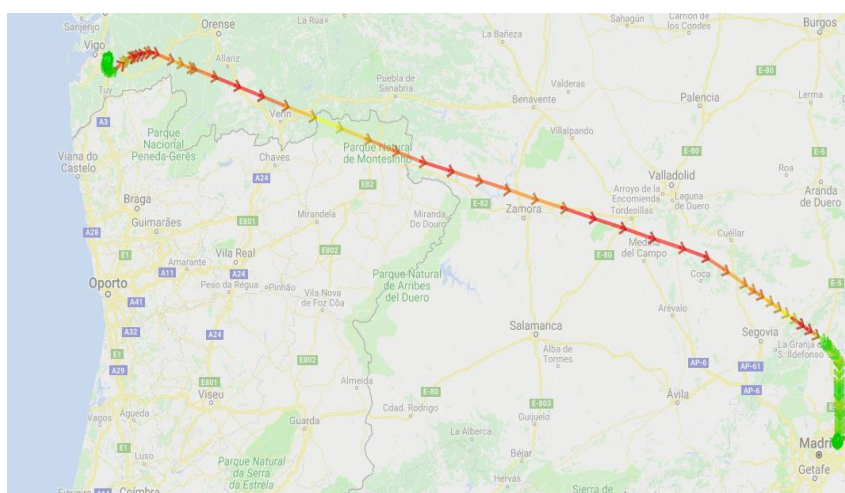 Sanjenjo
Orense
La Rua
Sahagún
Carrión de
los Condes
Burgos
Vigo
La Bañeza
Allariz
Tuy
Puebla de
Sanabria
E-80
Valderas
Benavente
Palencia
Lerma
A3
Verín
Parque
Nacional
Peneda-Gerês
Villalpando
Parque Natural
de Montesinho
Viana do
Castelo
Chaves
A24
E82
E-80
E-5
Roa
Valladolid
Aranda
de Duero
Braga
Guimarães
Mirandela
Miranda
Do Douro
E801
E-82
Zamora
Arroyo de la
Encomienda
Laguna
de Duero
Tordesillas
A28
E1
Vila Real
E802
Cuéllar
Medina
del Campo
E-80
Amarante
A11
A24
Peso da Régua
Pinhão
Coca
E-5
Oporto
Vila Nova
de Foz Côa
Parque Natural
de Arribes
del Duero
A41
Arévalo
A32
A24
Salamanca
Segovia
La Granja de
S. Ildefonso
E1
E802
Alba de
Tormes
AP-6
AP-61
A29
E801
Viseu
Almeida
AP-6
E-80
Ávila
Cdad. Rodrigo
E-803
Guijuelo
Vagos
Águeda
Guarda
La Alberca
Madri
E1
Luso
Béjar
Getafe
Parque Natural
da Serra
da Estrela
Hervás
Coimbra
Sierra de